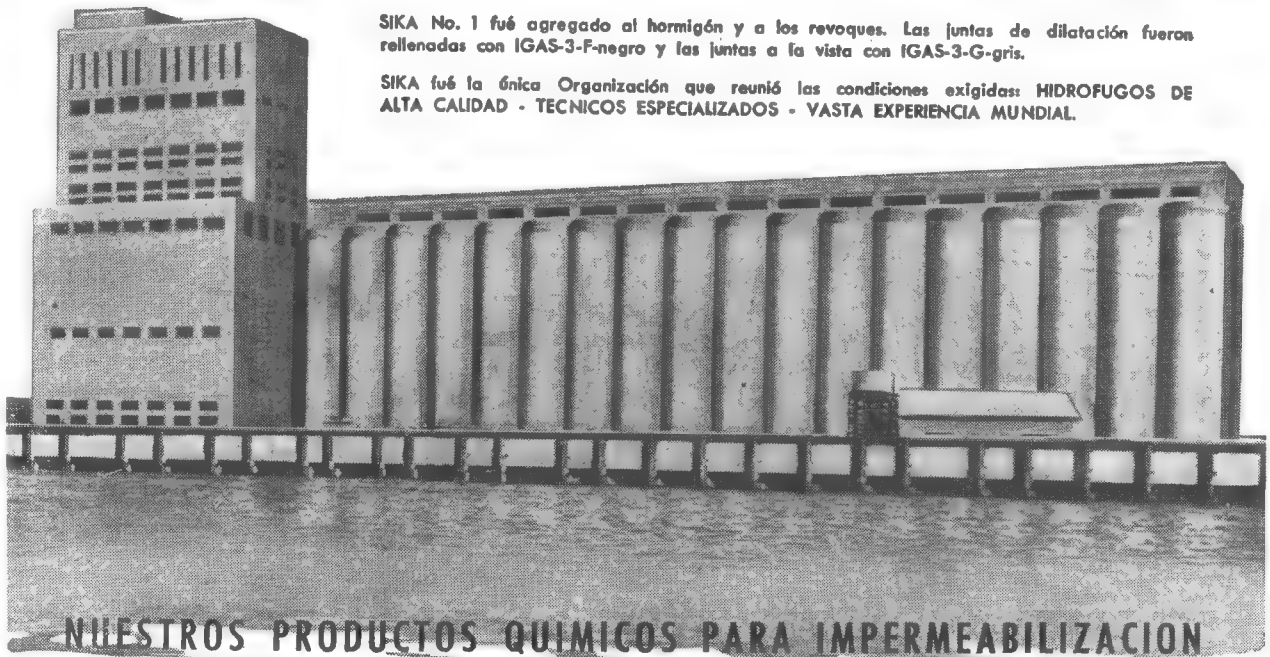 SIKA No. 1 fué agregado al hormigón y a los revoques. Las juntas de dilatación fueron
rellenadas con IGAS-3-F-negro y las juntas a la vista con IGAS-3-G-gris.
SIKA fué la única Organización que reunió las condiciones exigidas: HIDROFUGOS DE
ALTA CALIDAD - TECNICOS ESPECIALIZADOS - VASTA EXPERIENCIA MUNDIAL.
NUESTROS PRODUCTOS QUIMICOS PARA IMPERMEABILIZACION